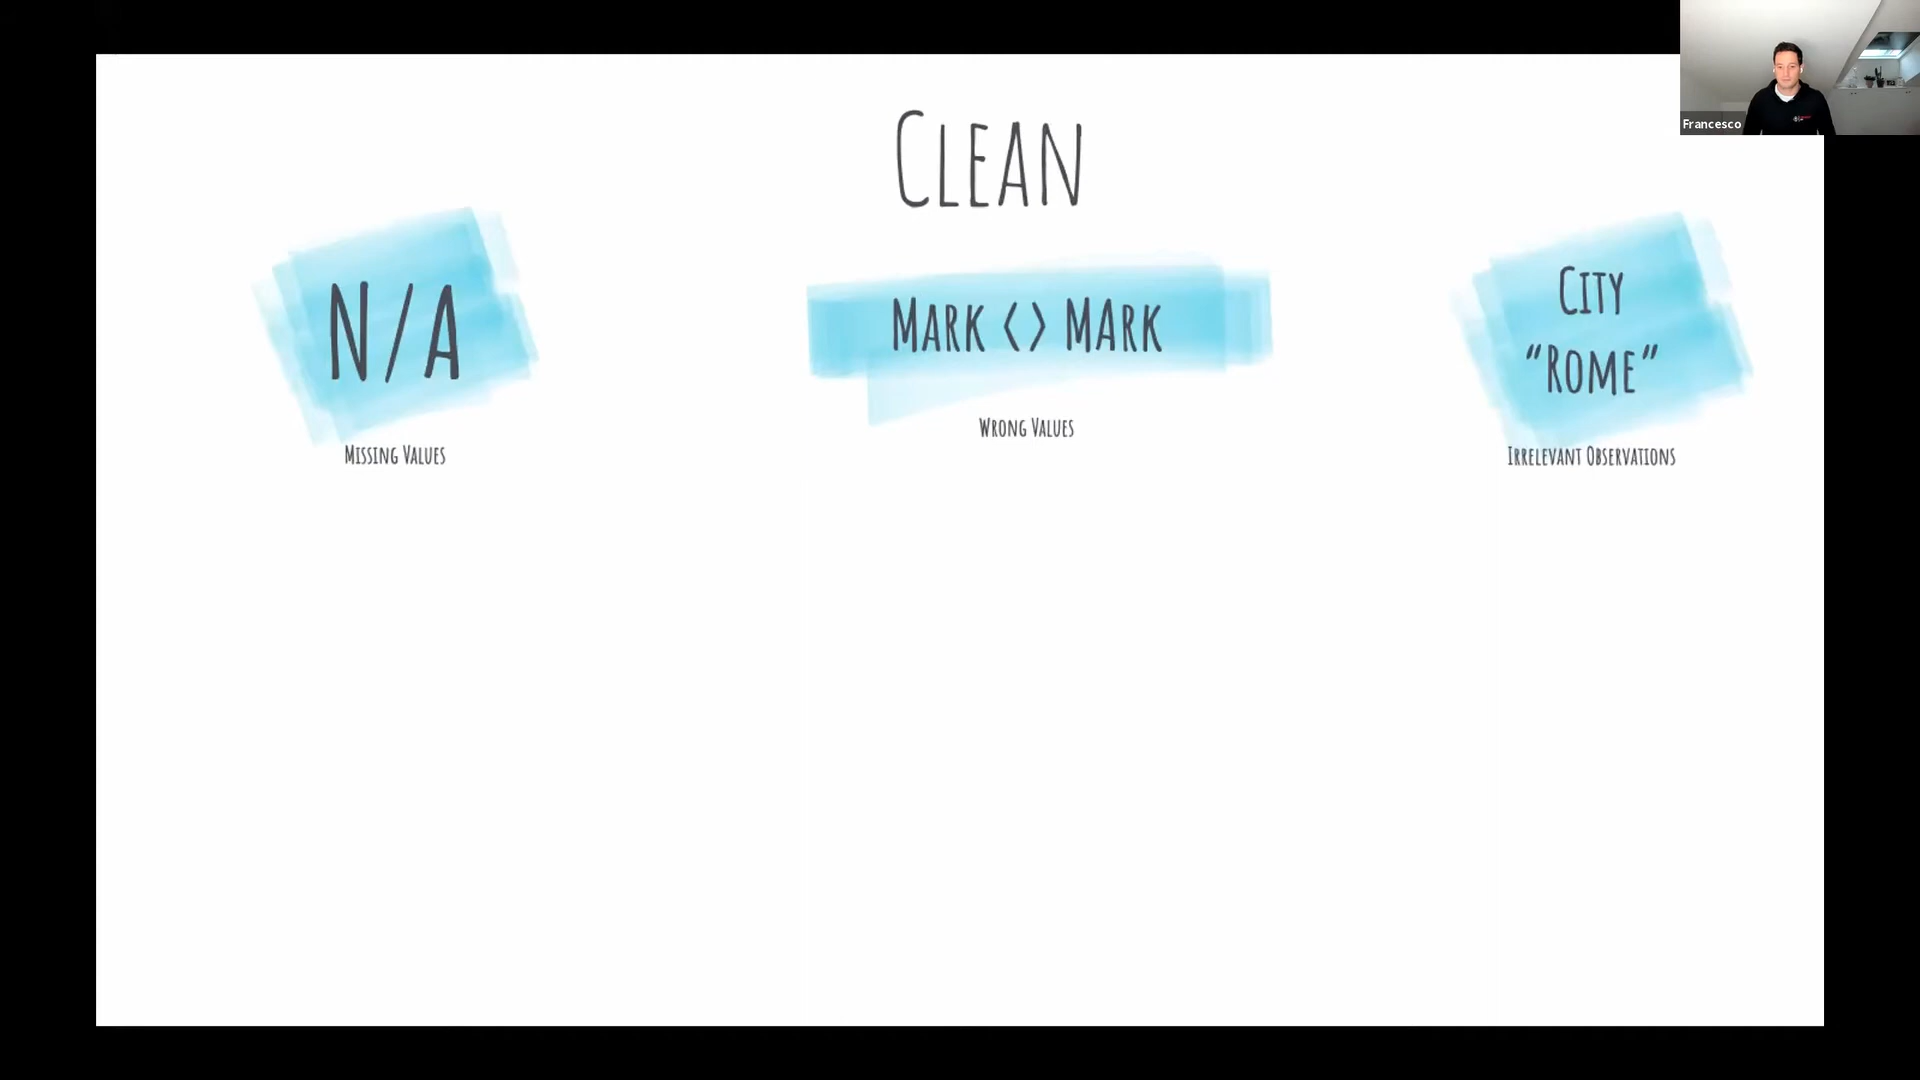 Francesco
Clean
N/A
Missing Values
Mark <> MArk
Wrong Values
City
“Rome”
Irrelevant Observations